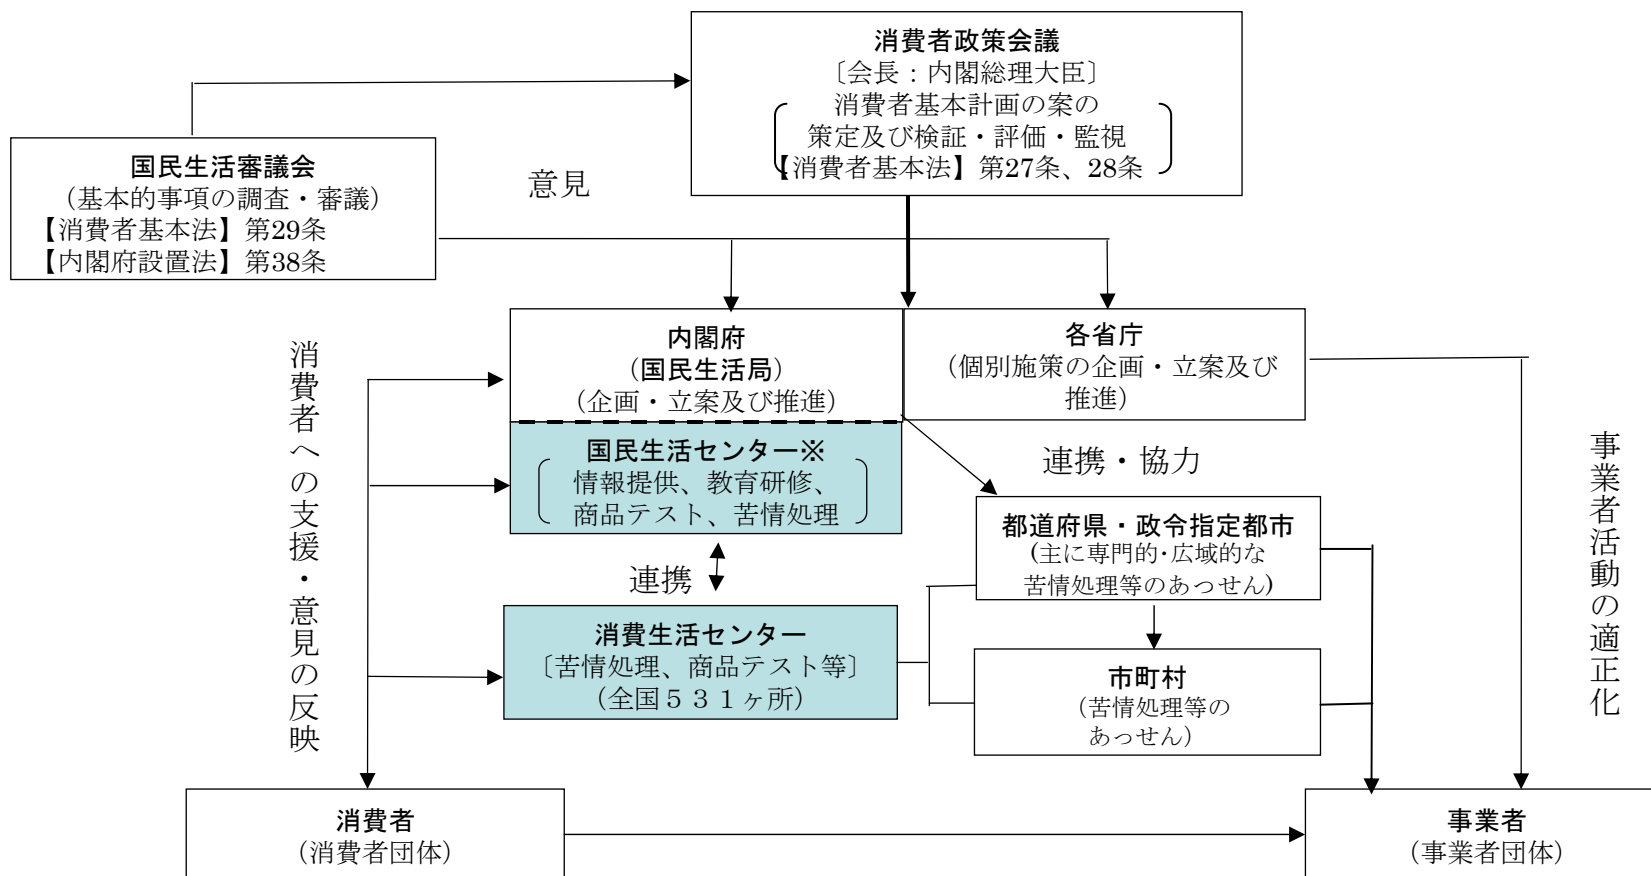 消費者政策会議
〔会長：内閣総理大臣〕
消費者基本計画の案の
策定及び検証・評価・監視
【消費者基本法】第27条、28条
国民生活審議会
（基本的事項の調査・審議）
【消費者基本法】第29条
【内閣府設置法】第38条
意見
内閣府
（国民生活局）
（企画・立案及び推進）
各省庁
（個別施策の企画・立案及び
推進）
国民生活センター※
情報提供、教育研修、
商品テスト、苦情処理
連携・協力
都道府県・政令指定都市
（主に専門的・広域的な
苦情処理等のあっせん）
連携
消費生活センター
〔苦情処理、商品テスト等〕
（全国５３１ヶ所）
市町村
（苦情処理等の
あっせん）
消費者への支援・意見の反映
事業者活動の適正化
消費者
（消費者団体）
事業者
（事業者団体）